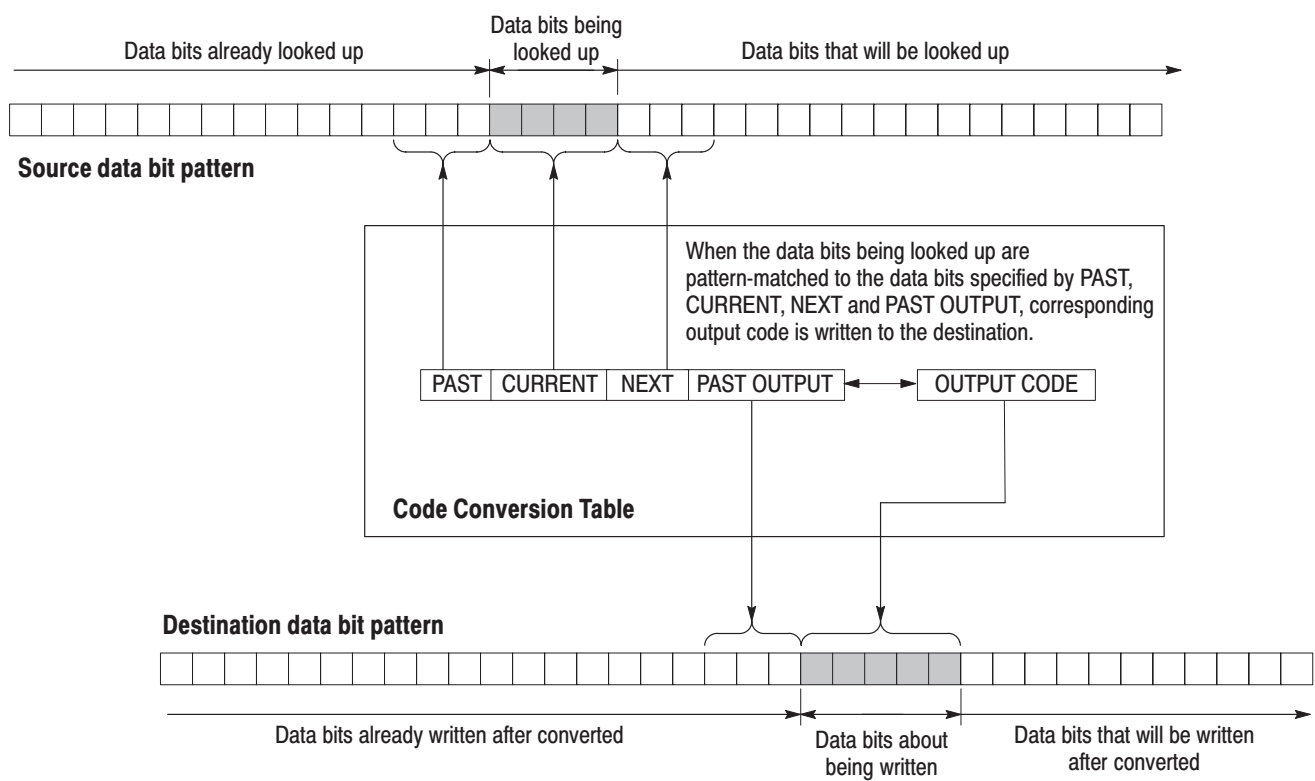 Data bits already looked up
Data bits being
looked up
Data bits that will be looked up
Source data bit pattern
When the data bits being looked up are
pattern-matched to the data bits specified by PAST,
CURRENT, NEXT and PAST OUTPUT, corresponding
output code is written to the destination.
PAST CURRENT NEXT PAST OUTPUT OUTPUT CODE
Code Conversion Table
Destination data bit pattern
Data bits already written after converted
Data bits about
being written
Data bits that will be written
after converted